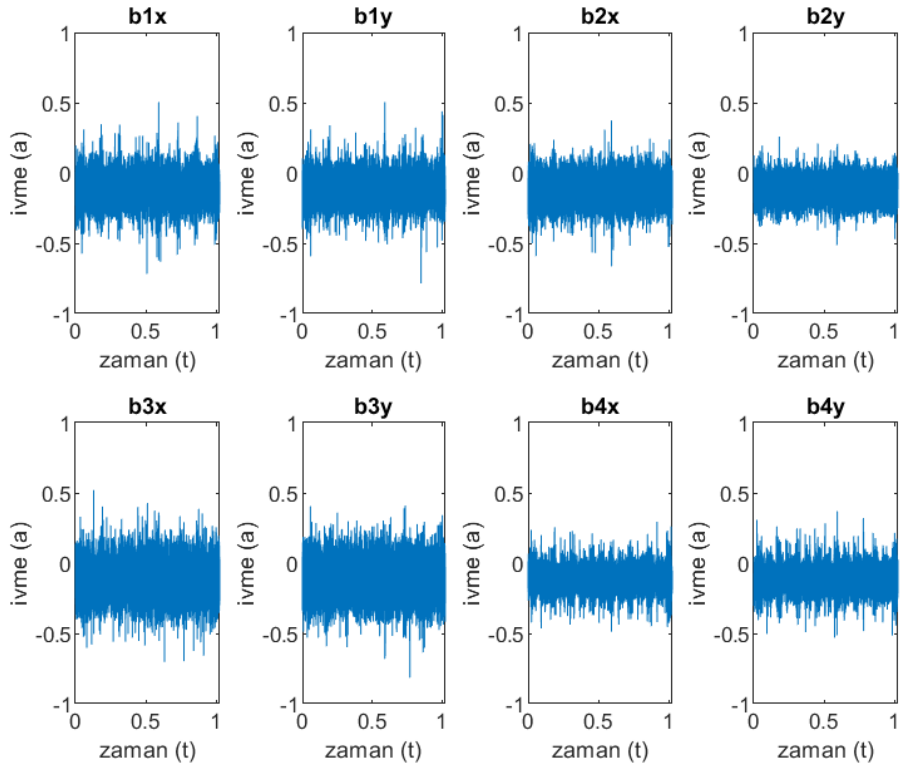 b1x b1y b2x b2y
1 1 1 1
0.5 0.5 0.5 0.5
ivme (a) ivme (a) ivme (a) ivme (a)
0 0 0 0
-0.5 -0.5 -0.5 -0.5
-1 -1 -1 -1
0 0.5 1 0 0.5 1 0 0.5 1 0 0.5 1
zaman (t) zaman (t) zaman (t) zaman (t)
b3x b3y b4x b4y
1 1 1 1
0.5 0.5 0.5 0.5
ivme (a) ivme (a) ivme (a) ivme (a)
0 0 0 0
-0.5 -0.5 -0.5 -0.5
-1 -1 -1 -1
0 0.5 1 0 0.5 1 0 0.5 1 0 0.5 1
zaman (t) zaman (t) zaman (t) zaman (t)